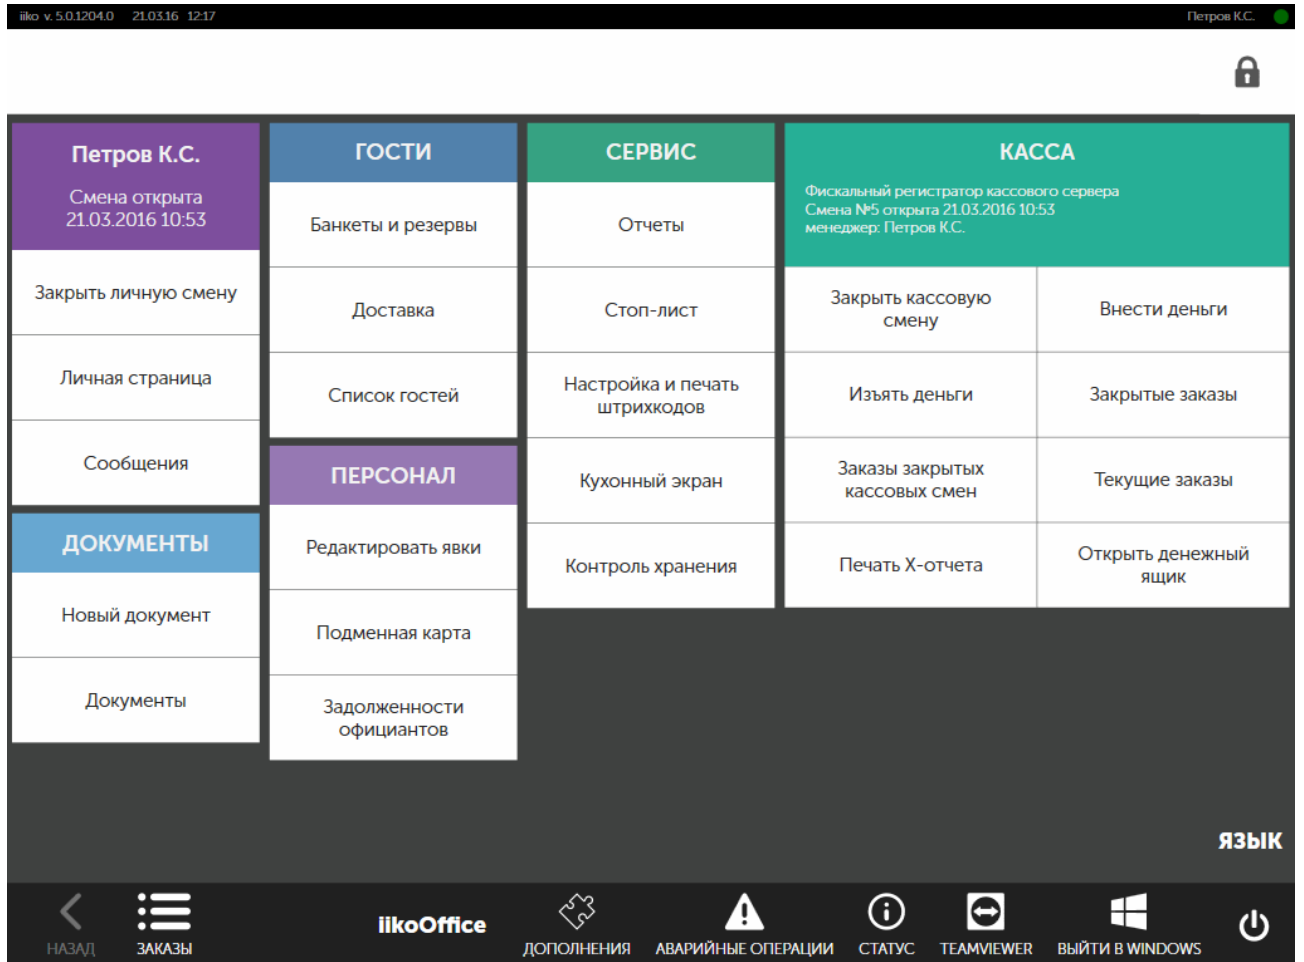 iiko v. 5.0.1204.0 21.03.16 12:17
Петров К.С.
Петров К.С.
Смена открыта
21.03.2016 10:53
Закрыть личную смену
Личная страница
Сообщения
ДОКУМЕНТЫ
Новый документ
Документы
ГОСТИ
Банкеты и резервы
Доставка
Список гостей
ПЕРСОНАЛ
Редактировать явки
Подменная карта
Задолженности
официантов
СЕРВИС
Отчеты
Стоп-лист
Настройка и печать
штрихкодов
Кухонный экран
Контроль хранения
КАССА
Фискальный регистратор кассового сервера
Смена №5 открыта 21.03.2016 10:53
менеджер: Петров К.С.
Закрыть кассовую
смену
Внести деньги
Изъять деньги
Закрытые заказы
Заказы закрытых
кассовых смен
Текущие заказы
Печать X-отчета
Открыть денежный
ящик
ЯЗЫК
НАЗАД
ЗАКАЗЫ
iikoOffice
ДОПОЛНЕНИЯ
АВАРИЙНЫЕ ОПЕРАЦИИ
СТАТУС
TEAMVIEWER
ВЫЙТИ В WINDOWS